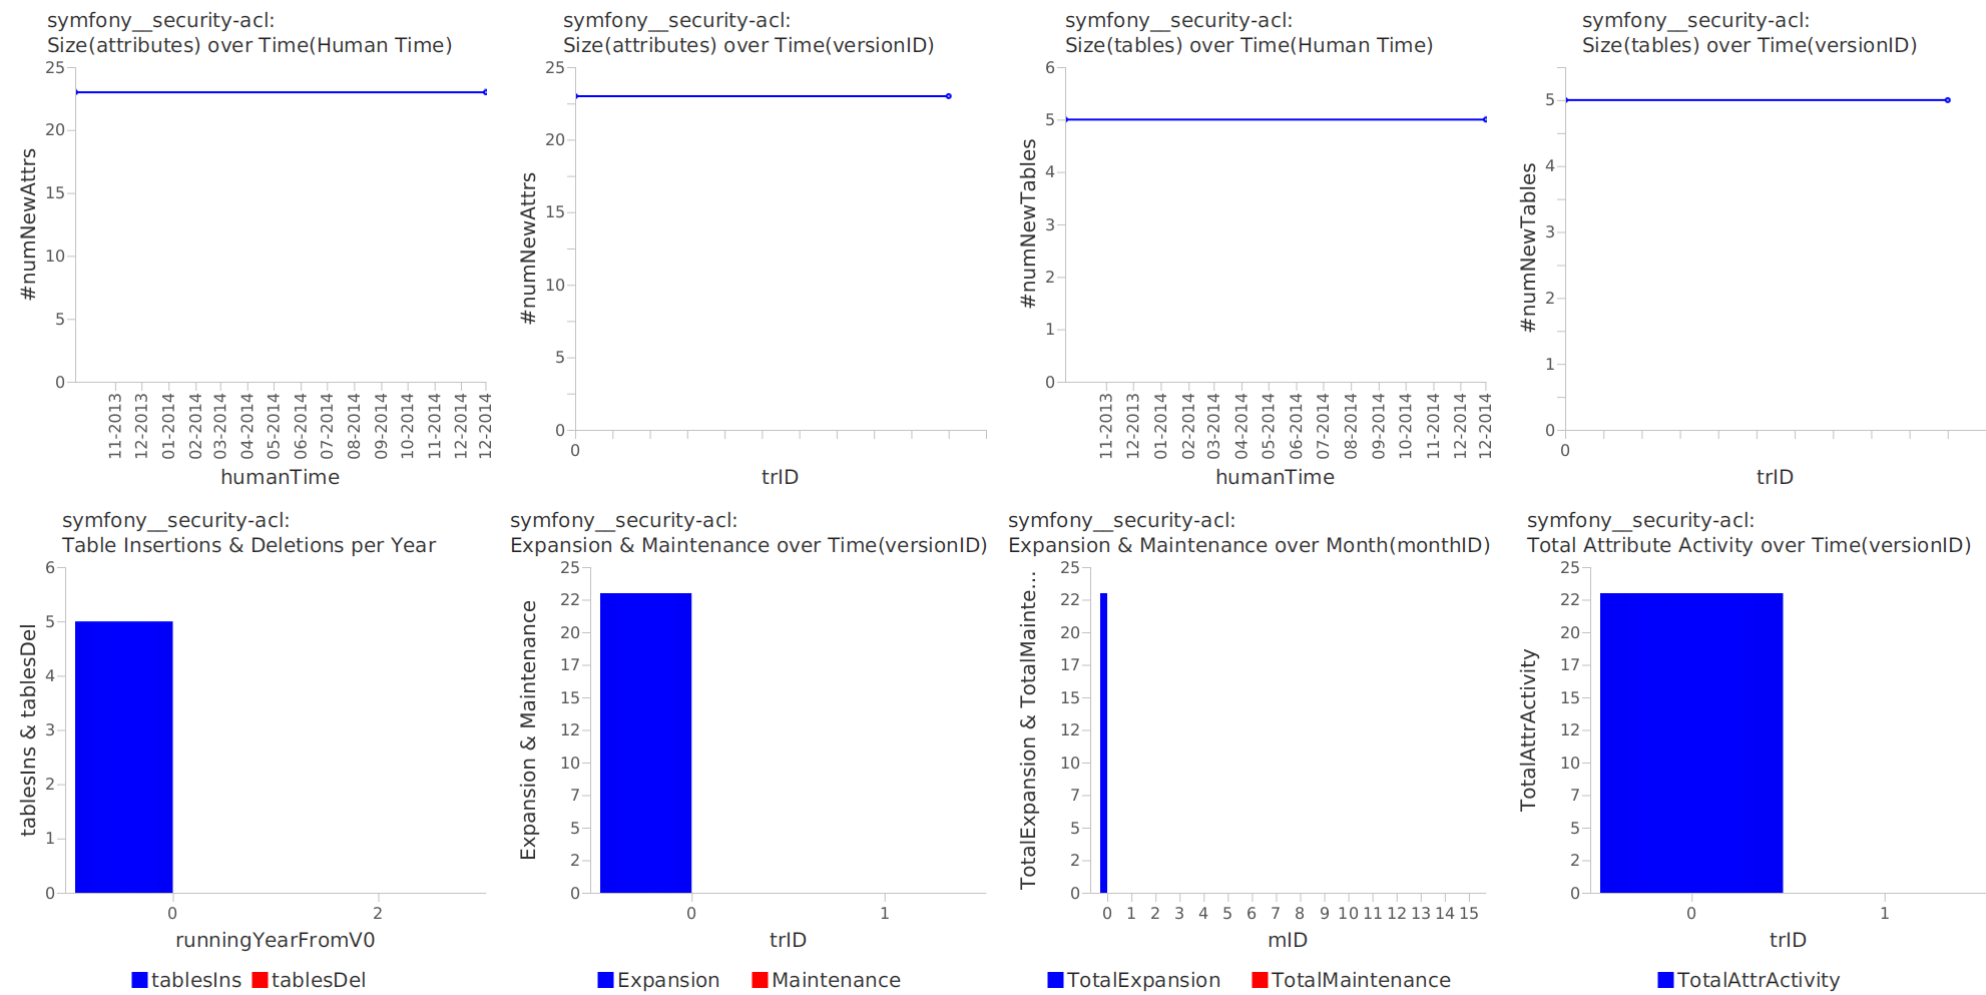 symfony__security-acl:
Size(attributes) over Time(Human Time)
25
20
15
10
5
0
#numNewAttrs
11-2013
12-2013
01-2014
02-2014
03-2014
04-2014
05-2014
06-2014
07-2014
08-2014
09-2014
10-2014
11-2014
12-2014
12-2014
humanTime
symfony__security-acl:
Size(attributes) over Time(versionID)
25
20
15
10
5
0
#numNewAttrs
0
trID
symfony__security-acl:
Size(tables) over Time(Human Time)
6
5
4
3
2
1
0
#numNewTables
11-2013
12-2013
01-2014
02-2014
03-2014
04-2014
05-2014
06-2014
07-2014
08-2014
09-2014
10-2014
11-2014
12-2014
12-2014
humanTime
symfony__security-acl:
Size(tables) over Time(versionID)
5
4
3
2
1
0
#numNewTables
0
trID
symfony__security-acl:
Table Insertions & Deletions per Year
6
5
4
3
2
1
0
tablesIns & tablesDel
0 2
runningYearFromV0
tablesIns tablesDel
symfony__security-acl:
Expansion & Maintenance over Time(versionID)
25
22
20
17
15
12
10
7
5
2
0
Expansion & Maintenance
0 1
trID
Expansion Maintenance
symfony__security-acl:
Expansion & Maintenance over Month(monthID)
25
22
20
17
15
12
10
7
5
2
0
TotalExpansion & TotalMainte...
0 1 2 3 4 5 6 7 8 9 10 11 12 13 14 15
mID
TotalExpansion TotalMaintenance
symfony__security-acl:
Total Attribute Activity over Time(versionID)
25
22
20
17
15
12
10
7
5
2
0
TotalAttrActivity
0 1
trID
TotalAttrActivity